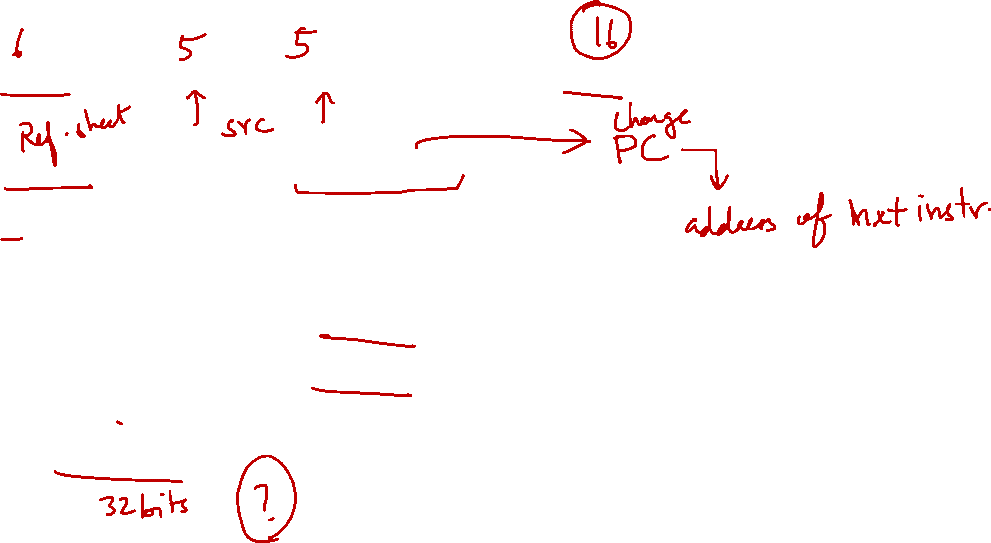 6 5 5 16
Ref. sheet src change
PC
address of next instr.
32 bits ?